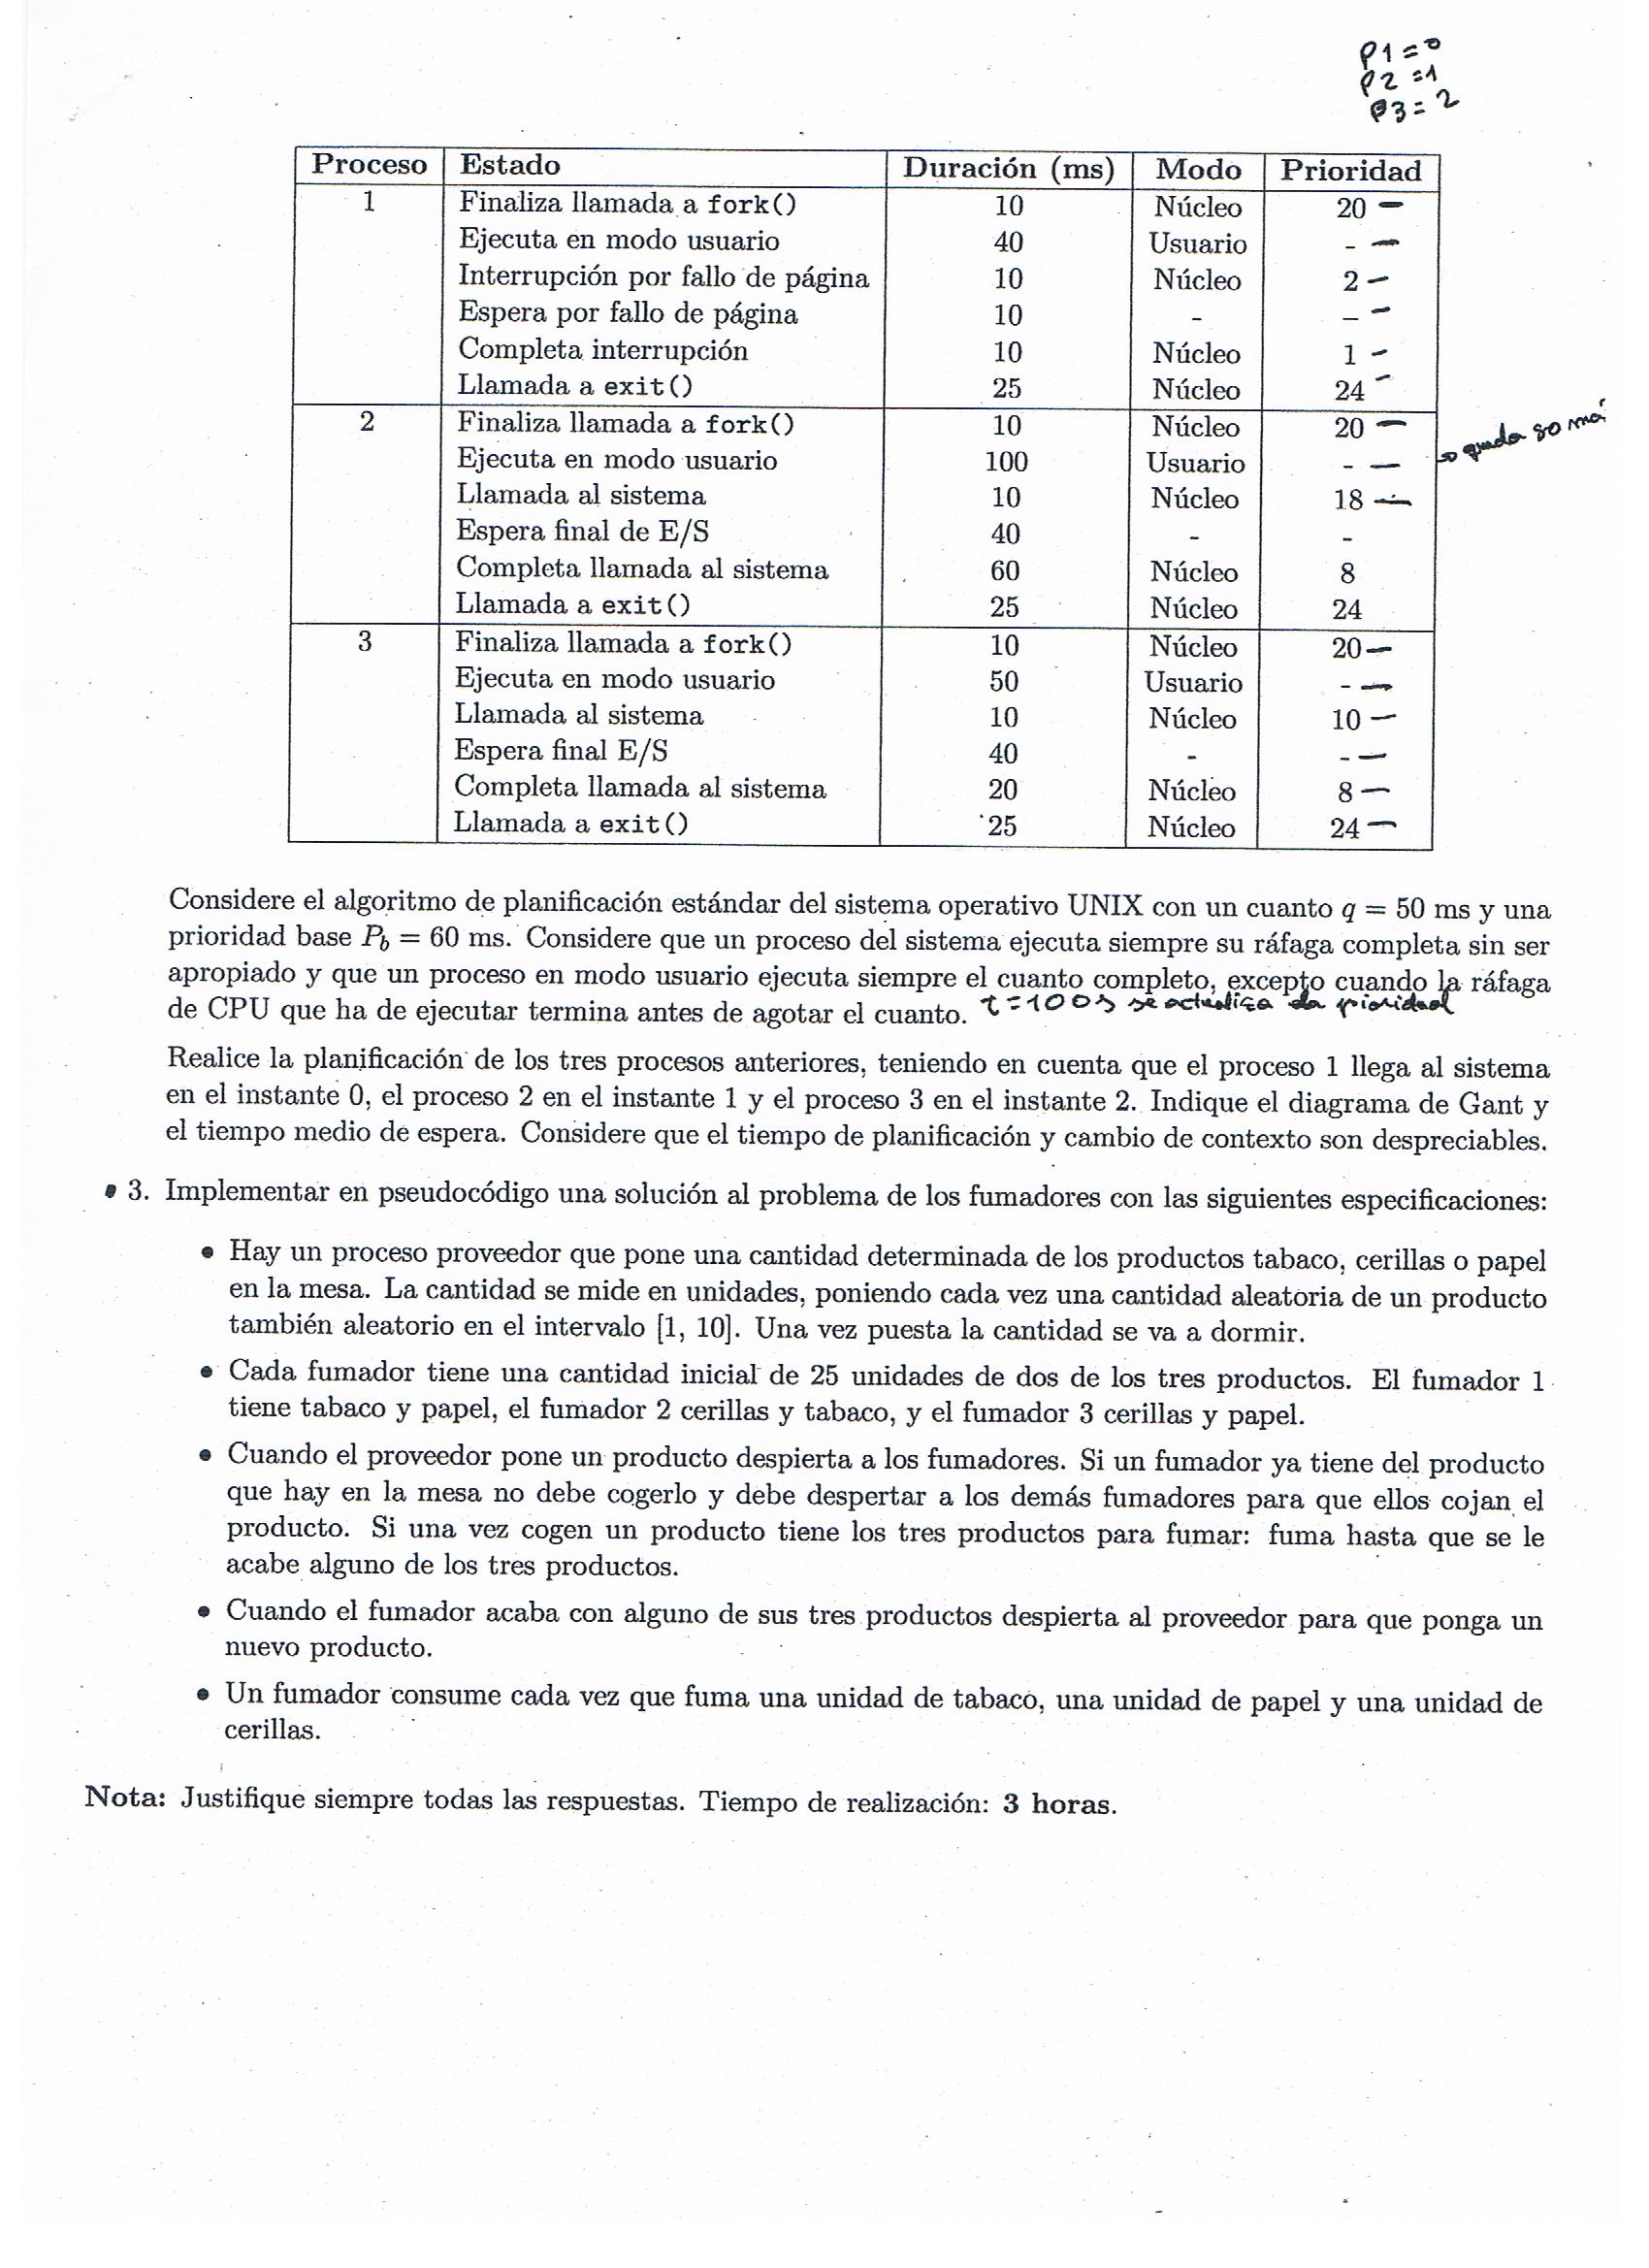 P1=0
P2=1
P3=2
Proceso Estado Duración (ms) Modo Prioridad
1 Finaliza llamada a fork() 10 Núcleo 20 –
Ejecuta en modo usuario 40 Usuario - –
Interrupción por fallo de página 10 Núcleo 2 –
Espera por fallo de página 10 - – –
Completa interrupción 10 Núcleo 1 –
Llamada a exit() 25 Núcleo 24 –
2 Finaliza llamada a fork() 10 Núcleo 20 –
Ejecuta en modo usuario 100 Usuario - –
queda 50 má
Llamada al sistema 10 Núcleo 18 –
Espera final de E/S 40 - -
Completa llamada al sistema 60 Núcleo 8
Llamada a exit() 25 Núcleo 24
3 Finaliza llamada a fork() 10 Núcleo 20 –
Ejecuta en modo usuario 50 Usuario - –
Llamada al sistema 10 Núcleo 10 –
Espera final E/S 40 - - –
Completa llamada al sistema 20 Núcleo 8 –
Llamada a exit() 25 Núcleo 24 –
Considere el algoritmo de planificación estándar del sistema operativo UNIX con un cuanto q = 50 ms y una
prioridad base Pb = 60 ms. Considere que un proceso del sistema ejecuta siempre su ráfaga completa sin ser
apropiado y que un proceso en modo usuario ejecuta siempre el cuanto completo, excepto cuando la ráfaga
de CPU que ha de ejecutar termina antes de agotar el cuanto. t=100s se actualiza la prioridad
Realice la planificación de los tres procesos anteriores, teniendo en cuenta que el proceso 1 llega al sistema
en el instante 0, el proceso 2 en el instante 1 y el proceso 3 en el instante 2. Indique el diagrama de Gant y
el tiempo medio de espera. Considere que el tiempo de planificación y cambio de contexto son despreciables.
3. Implementar en pseudocódigo una solución al problema de los fumadores con las siguientes especificaciones:
• Hay un proceso proveedor que pone una cantidad determinada de los productos tabaco, cerillas o papel
en la mesa. La cantidad se mide en unidades, poniendo cada vez una cantidad aleatoria de un producto
también aleatorio en el intervalo [1, 10]. Una vez puesta la cantidad se va a dormir.
• Cada fumador tiene una cantidad inicial de 25 unidades de dos de los tres productos. El fumador 1
tiene tabaco y papel, el fumador 2 cerillas y tabaco, y el fumador 3 cerillas y papel.
• Cuando el proveedor pone un producto despierta a los fumadores. Si un fumador ya tiene del producto
que hay en la mesa no debe cogerlo y debe despertar a los demás fumadores para que ellos cojan el
producto. Si una vez cogen un producto tiene los tres productos para fumar: fuma hasta que se le
acabe alguno de los tres productos.
• Cuando el fumador acaba con alguno de sus tres productos despierta al proveedor para que ponga un
nuevo producto.
• Un fumador consume cada vez que fuma una unidad de tabaco, una unidad de papel y una unidad de
cerillas.
Nota: Justifique siempre todas las respuestas. Tiempo de realización: 3 horas.